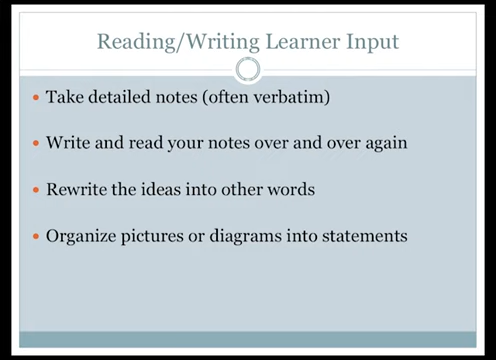 Reading/Writing Learner Input
• Take detailed notes (often verbatim)
• Write and read your notes over and over again
• Rewrite the ideas into other words
• Organize pictures or diagrams into statements